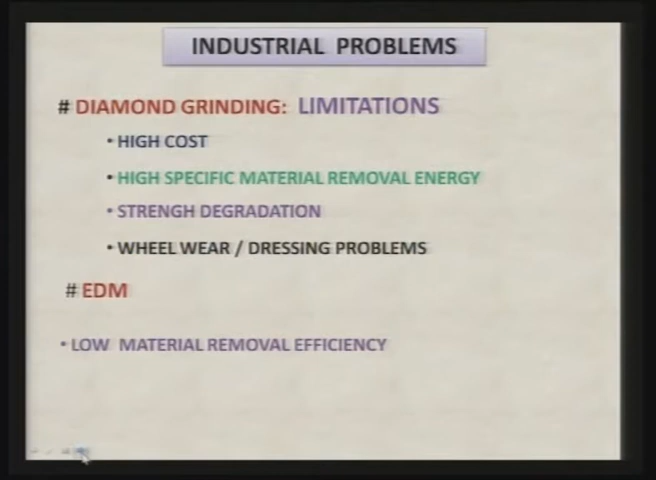 INDUSTRIAL PROBLEMS
# DIAMOND GRINDING: LIMITATIONS
• HIGH COST
• HIGH SPECIFIC MATERIAL REMOVAL ENERGY
• STRENGH DEGRADATION
• WHEEL WEAR / DRESSING PROBLEMS
# EDM
• LOW MATERIAL REMOVAL EFFICIENCY